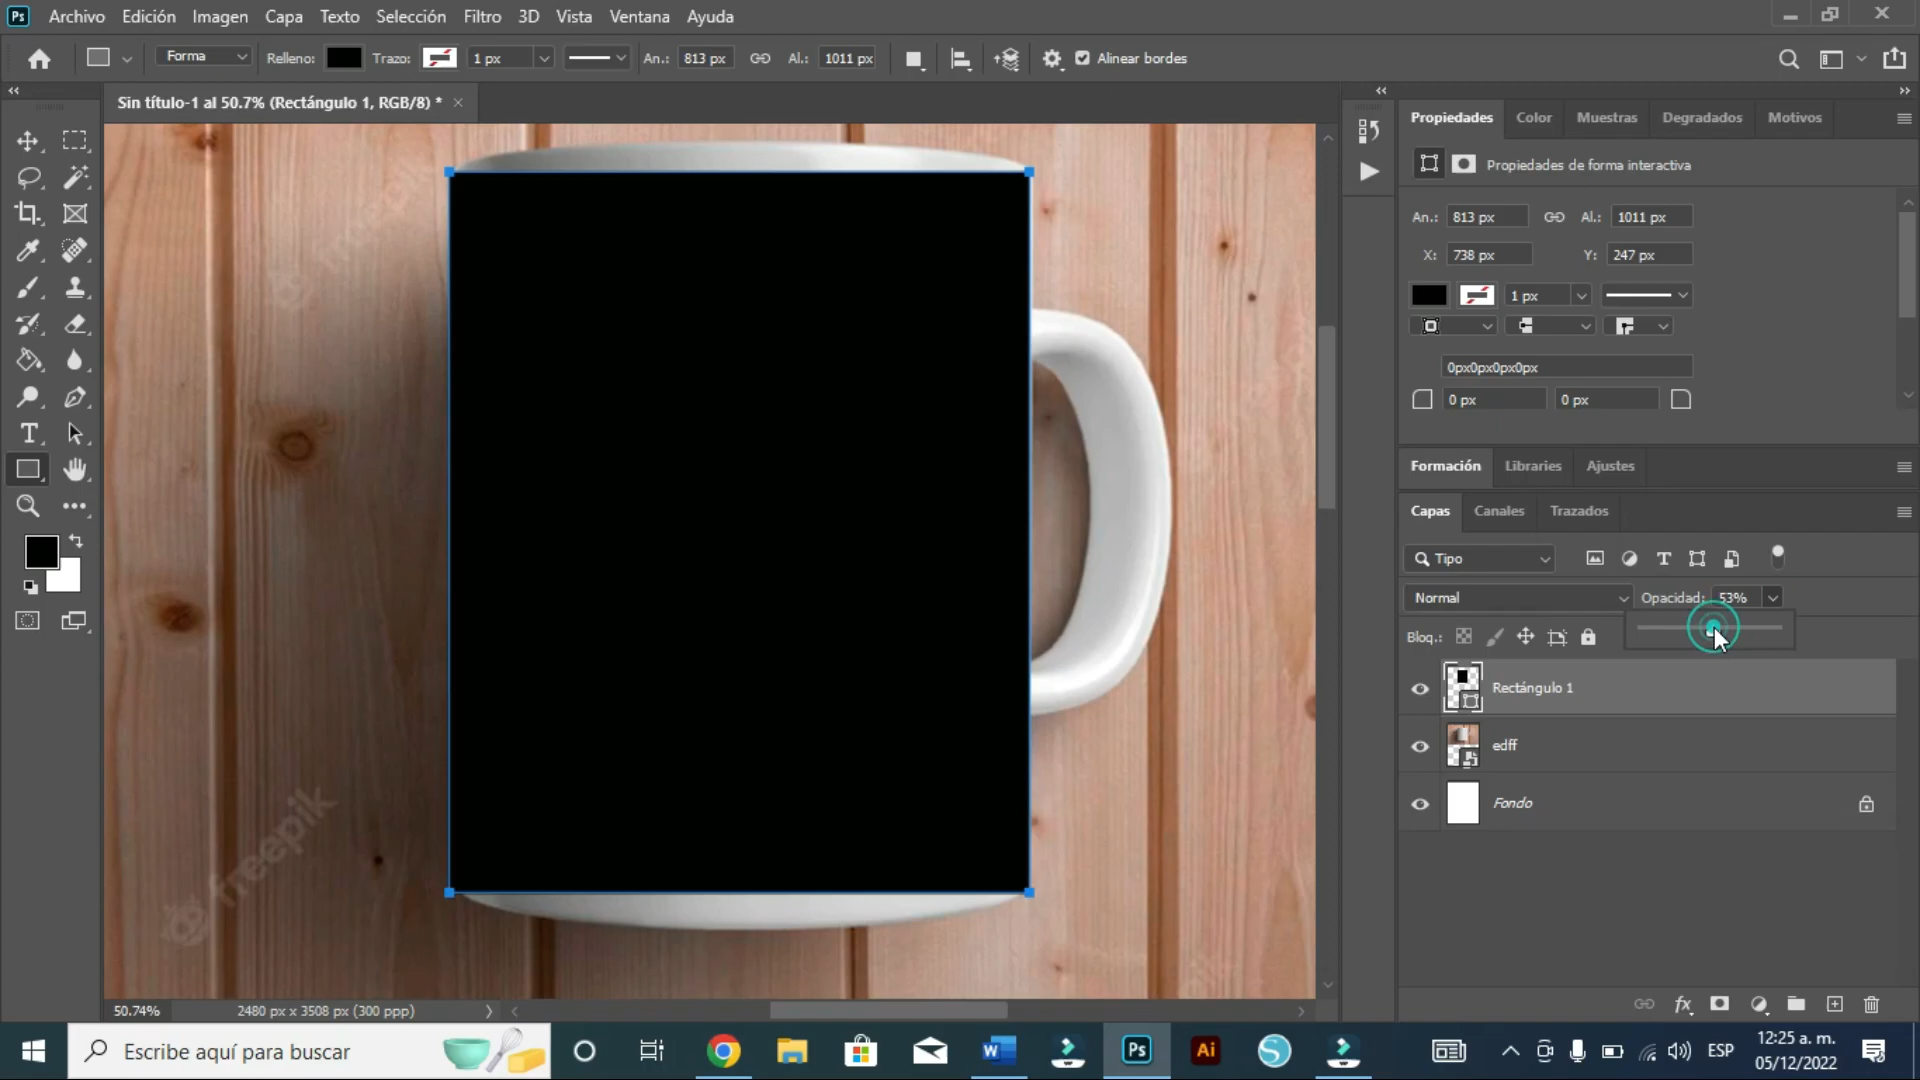 Ps Archivo Edición Imagen Capa Texto Selección Filtro 3D Vista Ventana Ayuda
Forma Relleno: Trazo: 1 px An.: 813 px Al.: 1011 px Alinear bordes
Sin título-1 al 50.7% (Rectángulo 1, RGB/8) * ×
Propiedades Color Muestras Degradados Motivos
Propiedades de forma interactiva
An.: 813 px Al.: 1011 px
X: 738 px Y: 247 px
1 px
0px0px0px0px
0 px 0 px
Formación Libraries Ajustes
Capas Canales Trazados
Tipo
Normal Opacidad: 53%
Bloq.:
Rectángulo 1
edff
Fondo
freepik
50.74% 2480 px x 3508 px (300 ppp)
Escribe aquí para buscar
W Ps Ai S
ESP
12:25 a. m.
05/12/2022